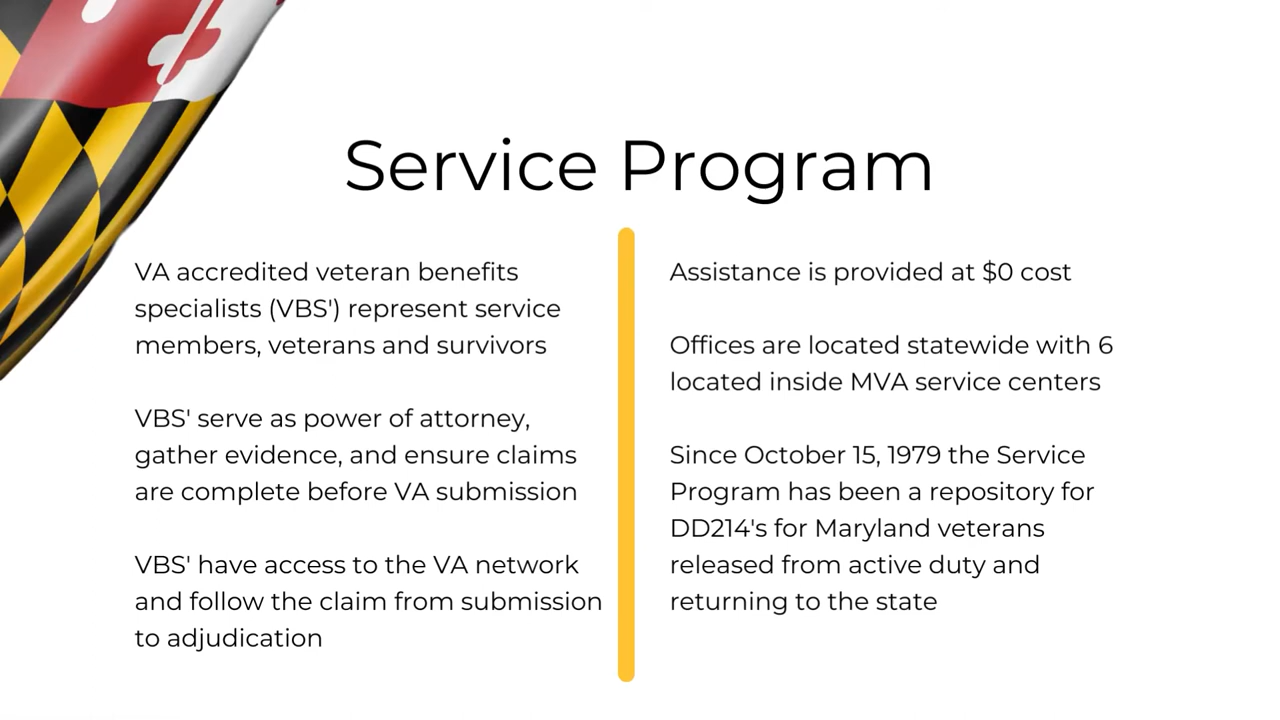 Service Program
VA accredited veteran benefits
specialists (VBS') represent service
members, veterans and survivors
VBS' serve as power of attorney,
gather evidence, and ensure claims
are complete before VA submission
VBS' have access to the VA network
and follow the claim from submission
to adjudication
Assistance is provided at $0 cost
Offices are located statewide with 6
located inside MVA service centers
Since October 15, 1979 the Service
Program has been a repository for
DD214's for Maryland veterans
released from active duty and
returning to the state